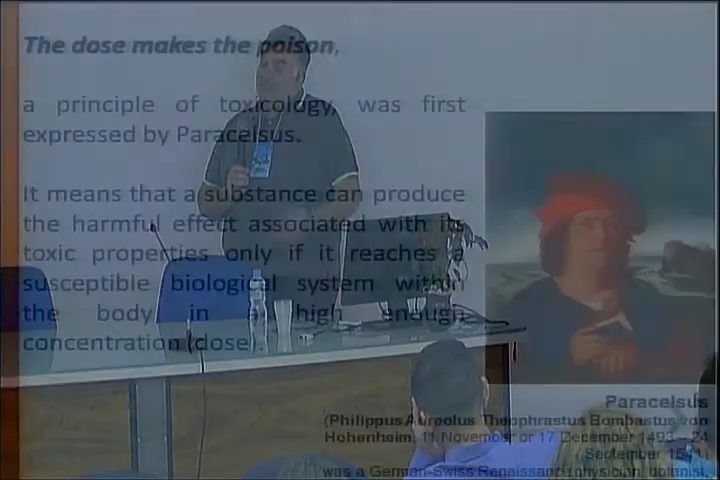 The dose makes the poison,
a principle of toxicology, was first
expressed by Paracelsus.
It means that a substance can produce
the harmful effect associated with its
toxic properties only if it reaches a
susceptible biological system within
the body in a high enough
concentration (dose).
Paracelsus
(Philippus Aureolus Theophrastus Bombastus von
Hohenheim, 11 November or 17 December 1493 – 24
September 1541)
was a German-Swiss Renaissance physician, botanist,